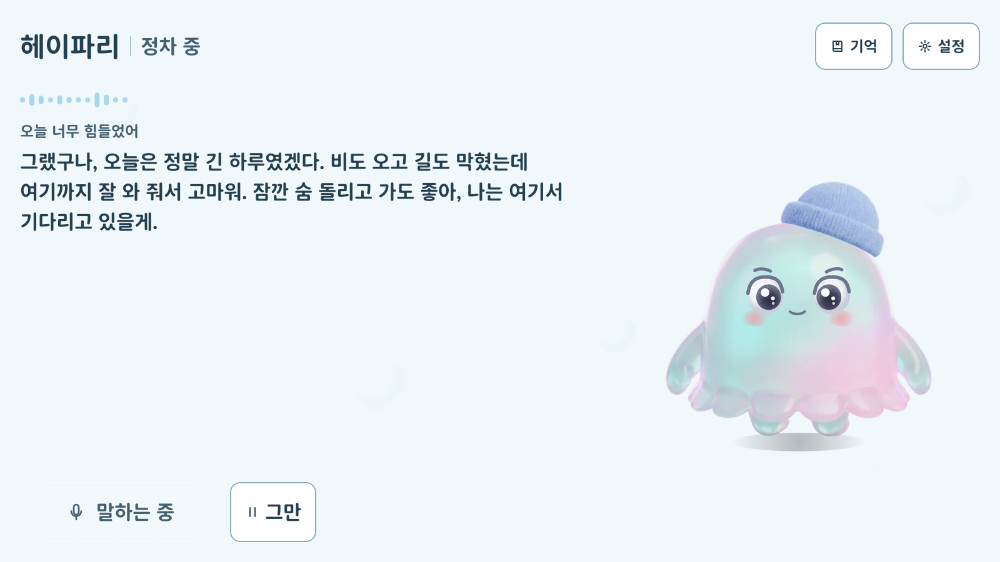 헤이파리
정차 중
기억
설정
오늘 너무 힘들었어
그랬구나, 오늘은 정말 긴 하루였겠다. 비도 오고 길도 막혔는데
여기까지 잘 와 줘서 고마워. 잠깐 숨 돌리고 가도 좋아, 나는 여기서
기다리고 있을게.
말하는 중
그만